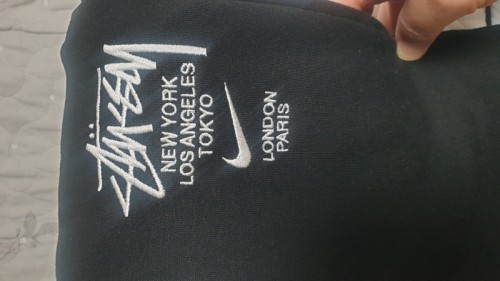 Stüssy
NEW YORK
LOS ANGELES
TOKYO
LONDON
PARIS